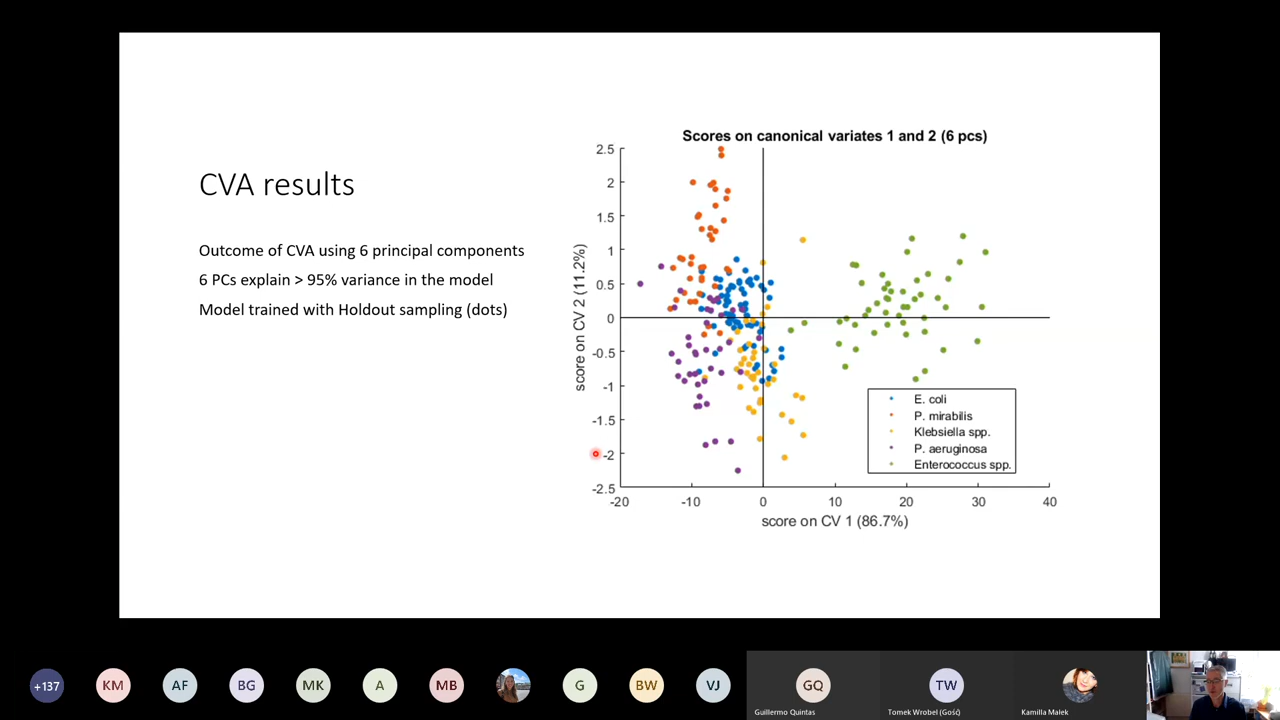 CVA results
Outcome of CVA using 6 principal components
6 PCs explain > 95% variance in the model
Model trained with Holdout sampling (dots)
Scores on canonical variates 1 and 2 (6 pcs)
score on CV 2 (11.2%)
2.5
2
1.5
1
0.5
0
-0.5
-1
-1.5
-2
-2.5
-20 -10 0 10 20 30 40
score on CV 1 (86.7%)
E. coli
P. mirabilis
Klebsiella spp.
P. aeruginosa
Enterococcus spp.
+137 KM AF BG MK A MB G BW VJ GQ TW
Guillermo Quintas Tomek Wrobel (Gość) Kamilla Małek